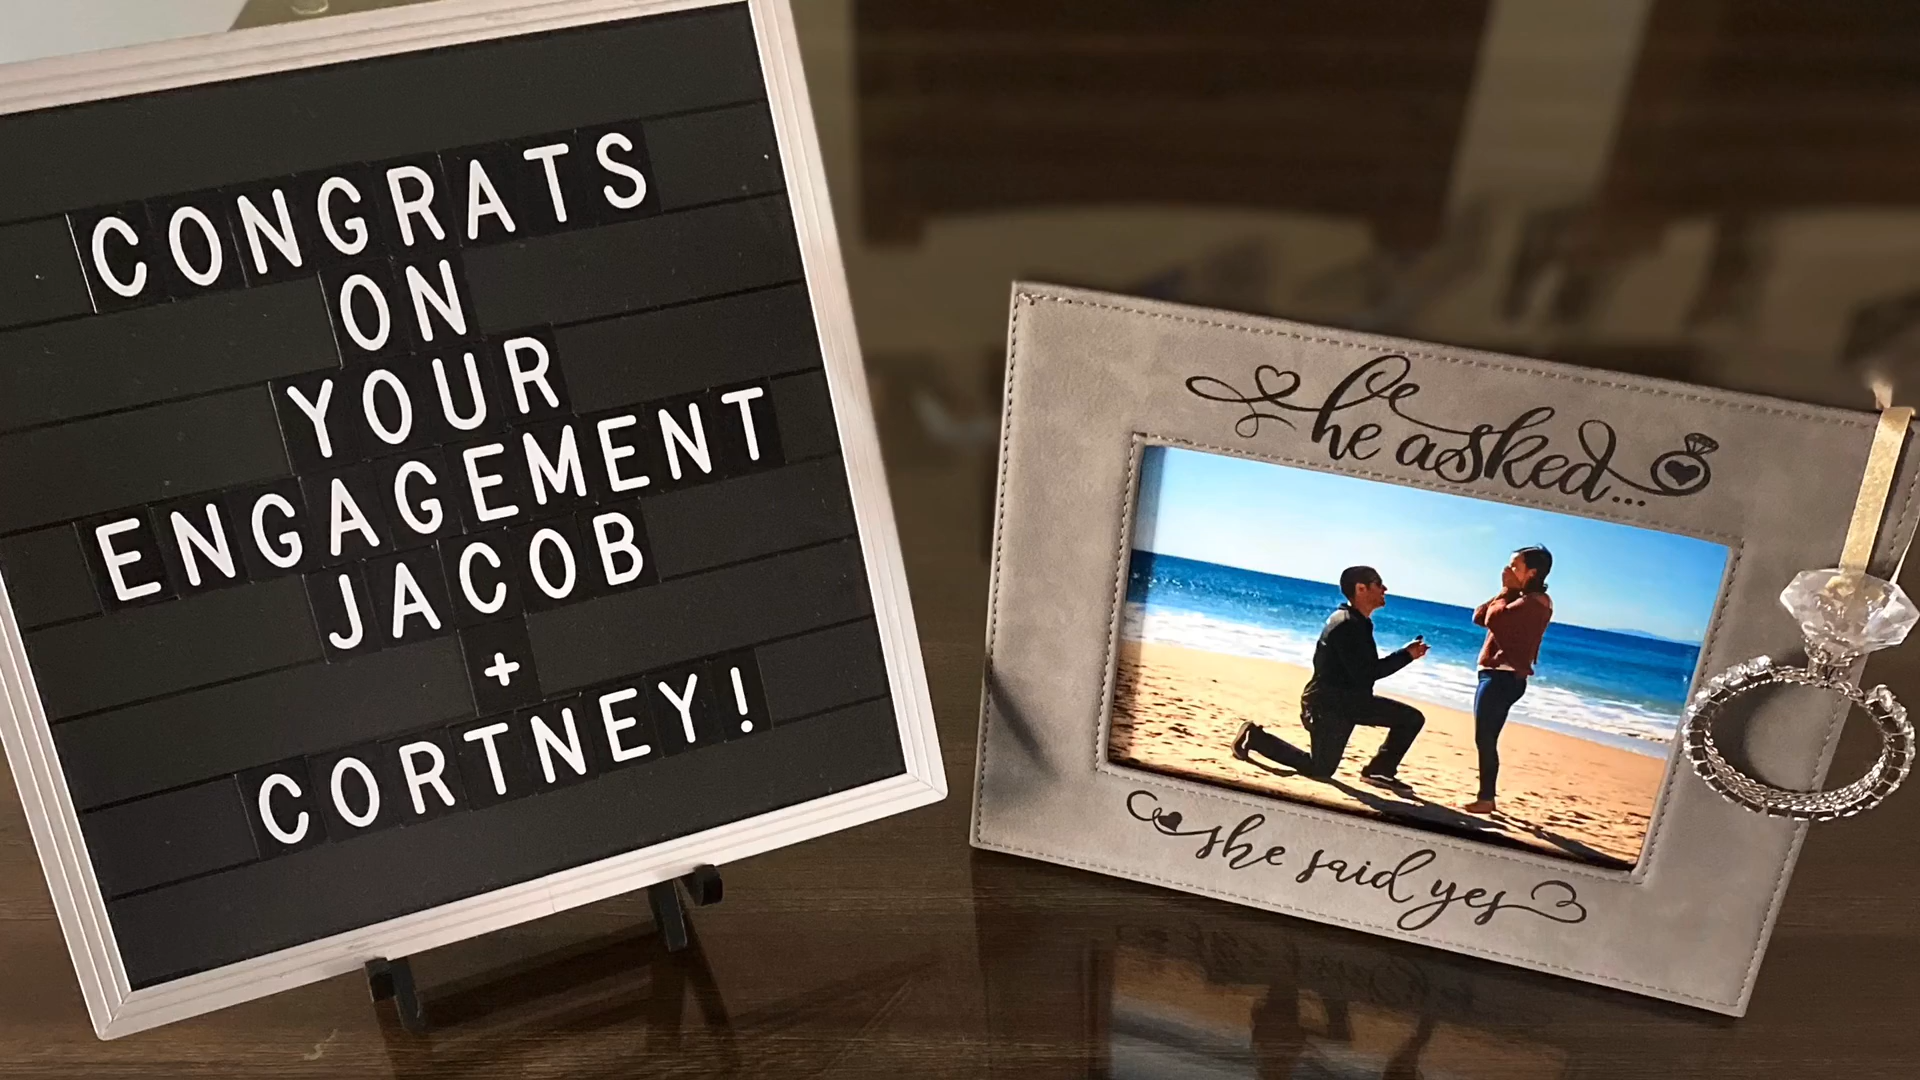 CONGRATS
ON
YOUR
ENGAGEMENT
JACOB
+
CORTNEY!
he asked...
she said yes